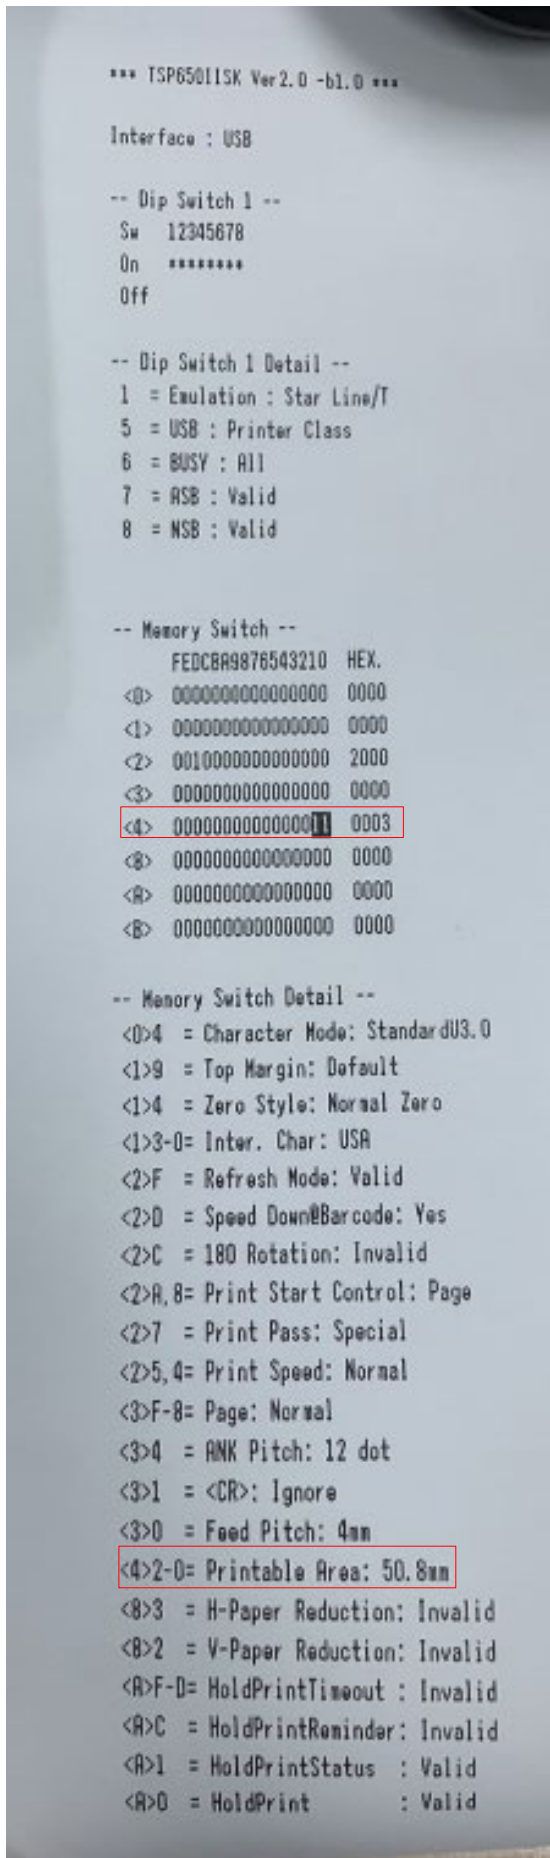 *** TSP650IISK Ver2.0 -b1.0 ***
Interface : USB
-- Dip Switch 1 --
Sw 12345678
On ********
Off
-- Dip Switch 1 Detail --
1 = Emulation : Star Line/T
5 = USB : Printer Class
6 = BUSY : All
7 = ASB : Valid
8 = NSB : Valid
-- Memory Switch --
FEDCBA9876543210 HEX.
<0> 0000000000000000 0000
<1> 0000000000000000 0000
<2> 0010000000000000 2000
<3> 0000000000000000 0000
<4> 0000000000000011 0003
<8> 0000000000000000 0000
<A> 0000000000000000 0000
<B> 0000000000000000 0000
-- Memory Switch Detail --
<0>4 = Character Mode: StandardU3.0
<1>9 = Top Margin: Default
<1>4 = Zero Style: Normal Zero
<1>3-0= Inter. Char: USA
<2>F = Refresh Mode: Valid
<2>D = Speed Down@Barcode: Yes
<2>C = 180 Rotation: Invalid
<2>A,8= Print Start Control: Page
<2>7 = Print Pass: Special
<2>5,4= Print Speed: Normal
<3>F-8= Page: Normal
<3>4 = ANK Pitch: 12 dot
<3>1 = <CR>: Ignore
<3>0 = Feed Pitch: 4mm
<4>2-0= Printable Area: 50.8mm
<8>3 = H-Paper Reduction: Invalid
<8>2 = V-Paper Reduction: Invalid
<A>F-D= HoldPrintTimeout : Invalid
<A>C = HoldPrintReminder: Invalid
<A>1 = HoldPrintStatus : Valid
<A>0 = HoldPrint : Valid